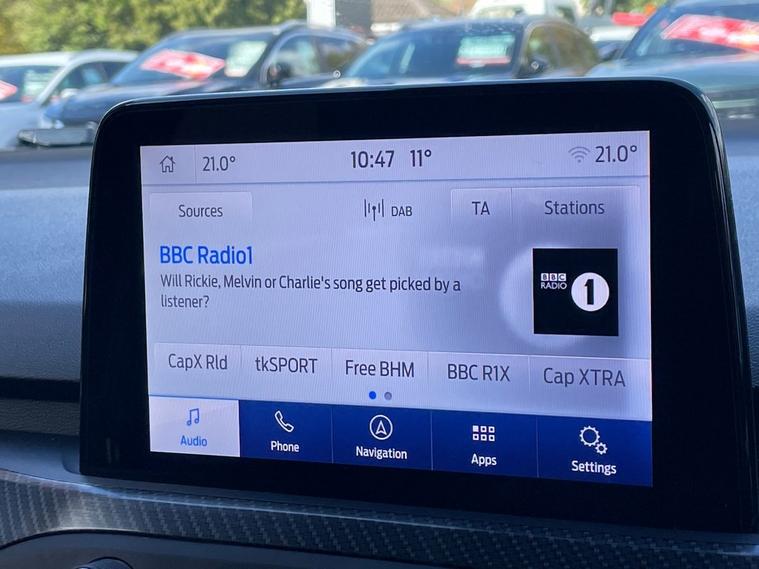 21.0°
10:47 11°
21.0°
Sources
DAB
TA
Stations
BBC Radio1
Will Rickie, Melvin or Charlie's song get picked by a
listener?
BBC
RADIO
1
CapX Rld
tkSPORT
Free BHM
BBC R1X
Cap XTRA
Audio
Phone
Navigation
Apps
Settings